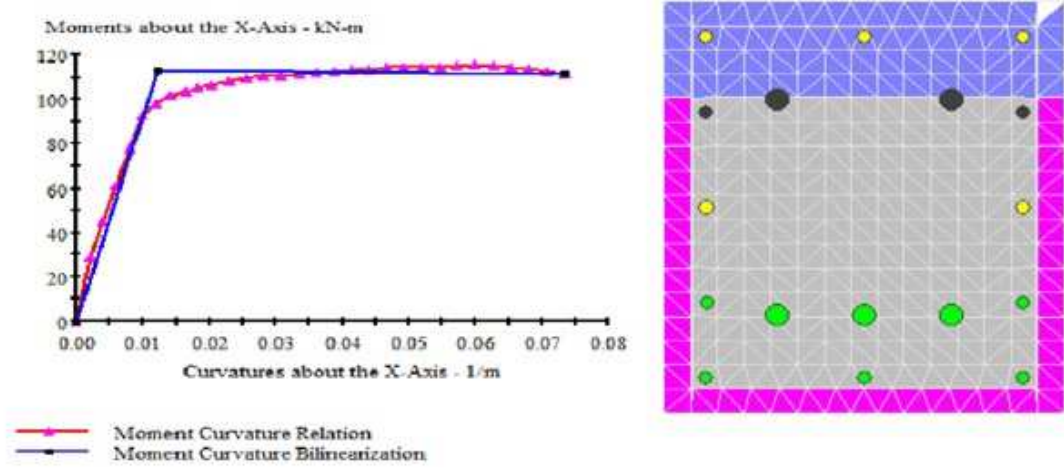 Moments about the X-Axis - kN-m
120
100
80
60
40
20
0
0.00 0.01 0.02 0.03 0.04 0.05 0.06 0.07 0.08
Curvatures about the X-Axis - 1/m
Moment Curvature Relation
Moment Curvature Bilinearization